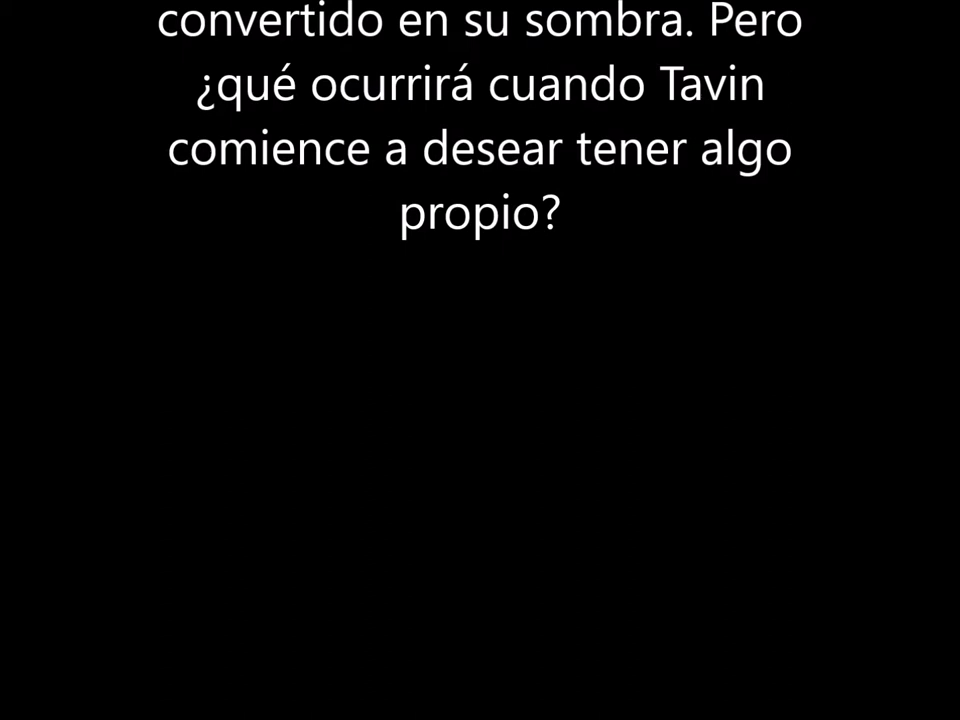 convertido en su sombra. Pero
¿qué ocurrirá cuando Tavin
comience a desear tener algo
propio?